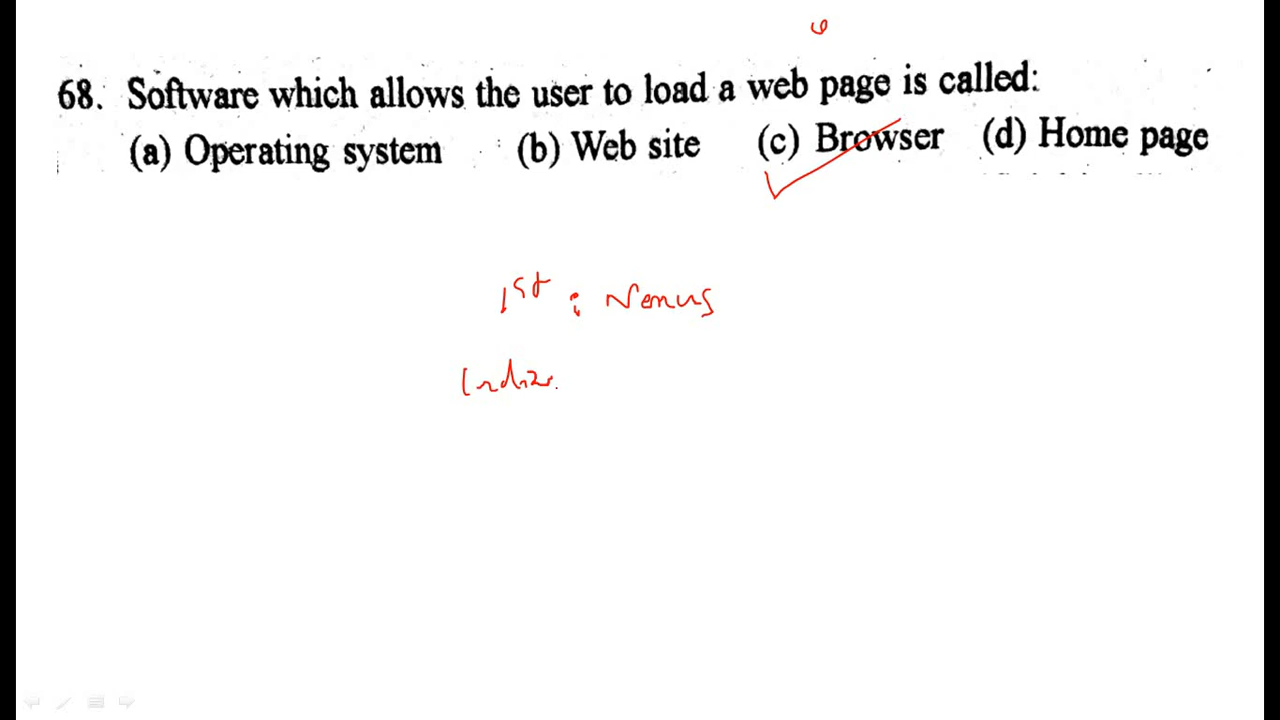 68. Software which allows the user to load a web page is called:
(a) Operating system (b) Web site (c) Browser (d) Home page
1st : Nexus